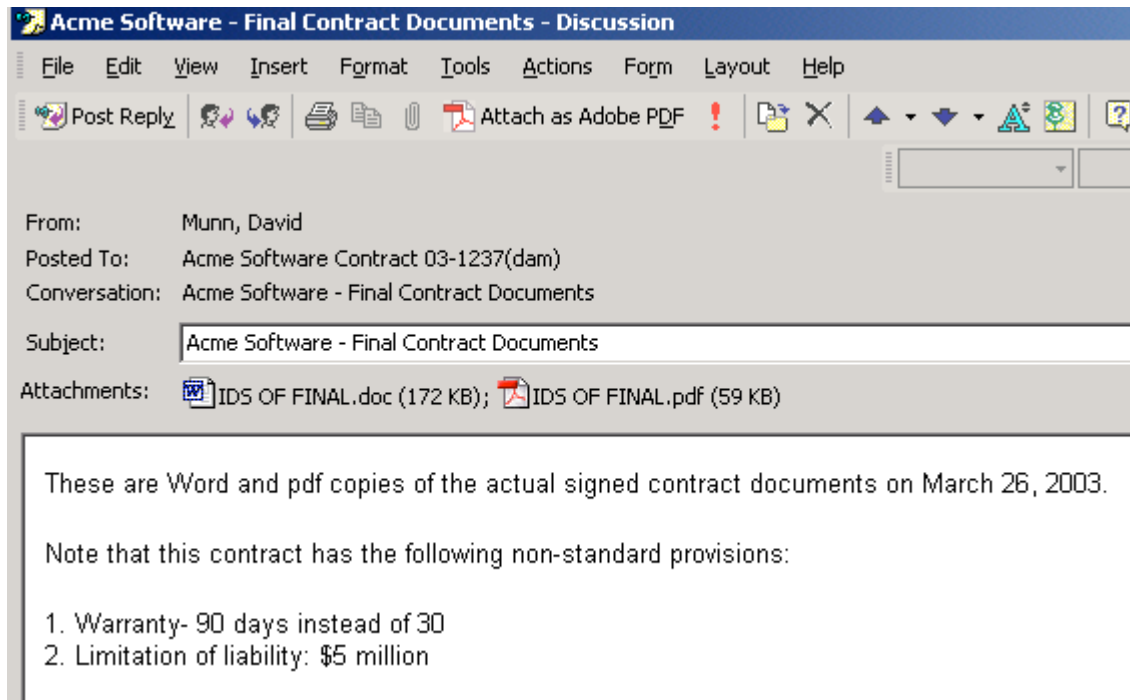 Acme Software - Final Contract Documents - Discussion
File Edit View Insert Format Tools Actions Form Layout Help
Post Reply Attach as Adobe PDF
From: Munn, David
Posted To: Acme Software Contract 03-1237(dam)
Conversation: Acme Software - Final Contract Documents
Subject: Acme Software - Final Contract Documents
Attachments: IDS OF FINAL.doc (172 KB); IDS OF FINAL.pdf (59 KB)
These are Word and pdf copies of the actual signed contract documents on March 26, 2003.
Note that this contract has the following non-standard provisions:
1. Warranty- 90 days instead of 30
2. Limitation of liability: $5 million